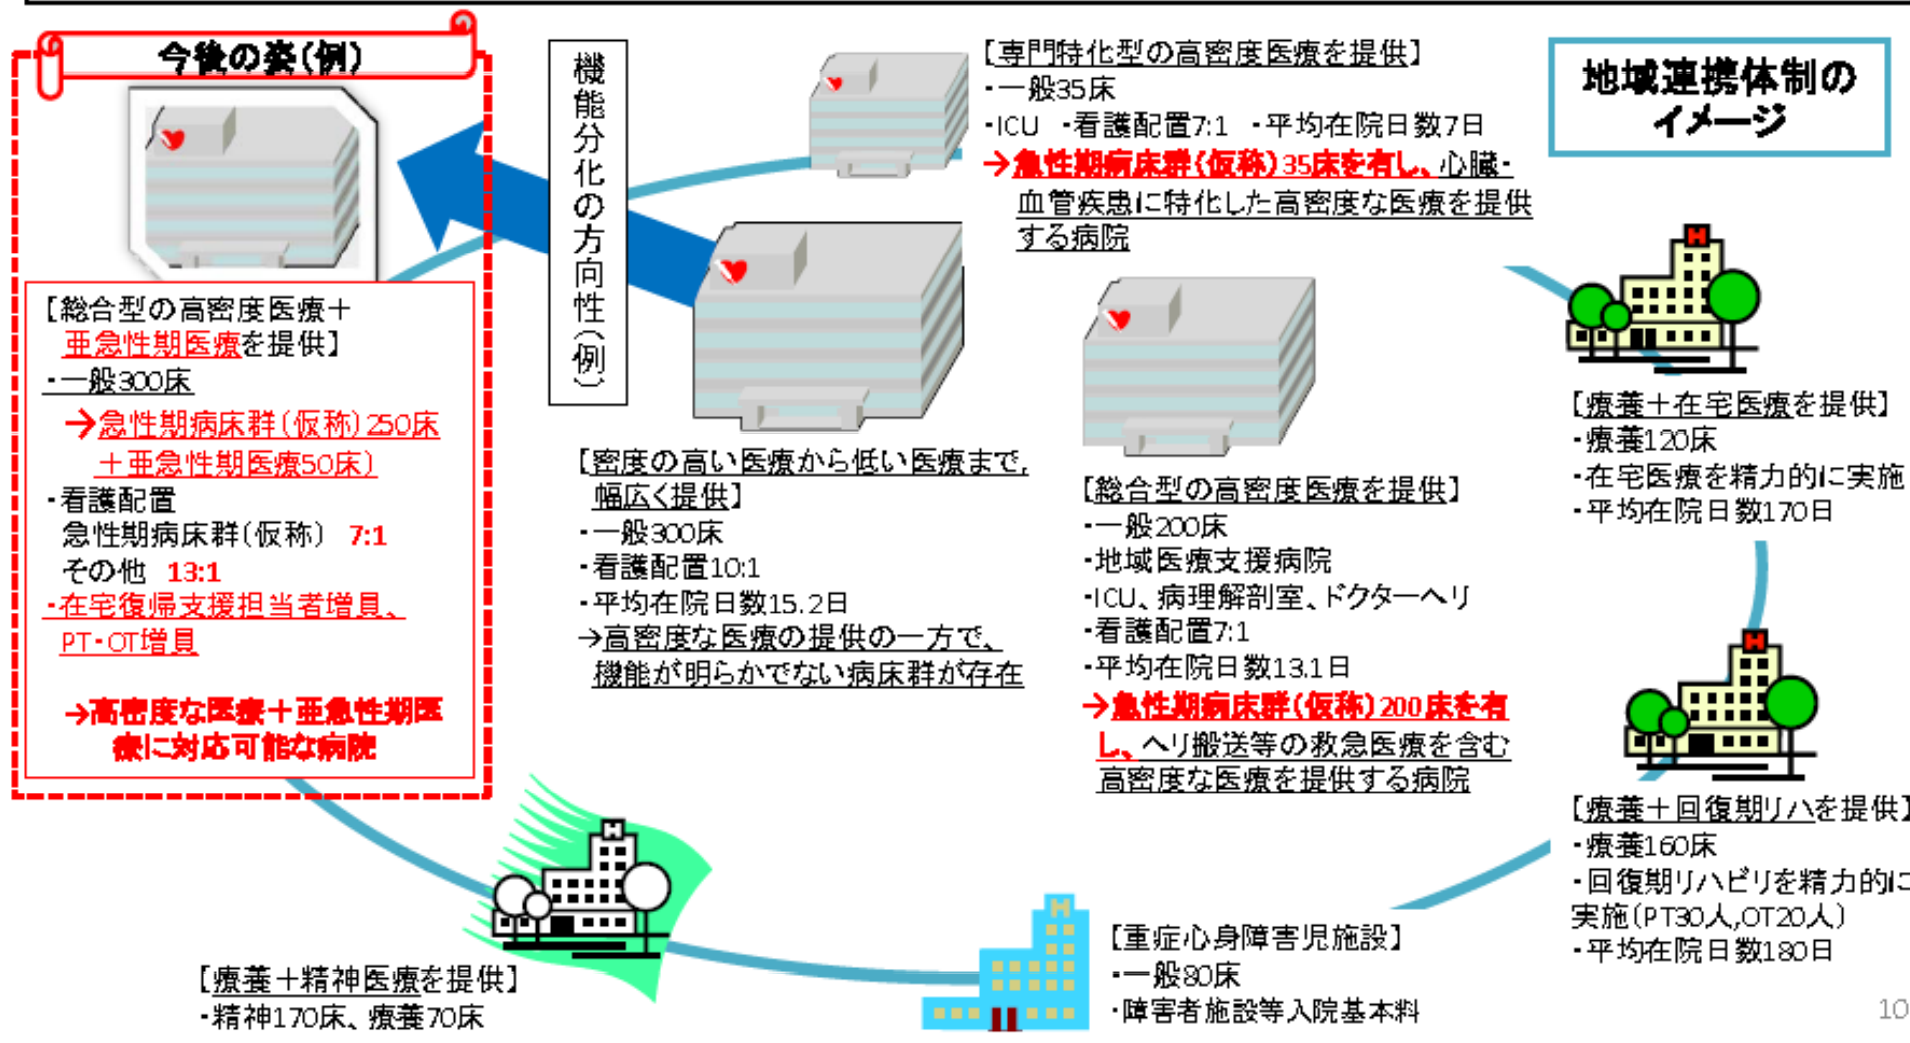 今後の姿(例)
【総合型の高密度医療＋
亜急性期医療を提供】
・一般300床
→急性期病床群(仮称)250床
＋亜急性期医療50床)
・看護配置
急性期病床群(仮称) 7:1
その他 13:1
・在宅復帰支援担当者増員、
PT・OT増員
→高密度な医療＋亜急性期医
療に対応可能な病院
機能分化の方向性(例)
【密度の高い医療から低い医療まで、
幅広く提供】
・一般300床
・看護配置10:1
・平均在院日数15.2日
→高密度な医療の提供の一方で、
機能が明らかでない病床群が存在
【専門特化型の高密度医療を提供】
・一般35床
・ICU ・看護配置7:1 ・平均在院日数7日
→急性期病床群(仮称)35床を有し、心臓・
血管疾患に特化した高密度な医療を提供
する病院
【総合型の高密度医療を提供】
・一般200床
・地域医療支援病院
・ICU、病理解剖室、ドクターヘリ
・看護配置7:1
・平均在院日数13.1日
→急性期病床群(仮称)200床を有
し、ヘリ搬送等の救急医療を含む
高密度な医療を提供する病院
地域連携体制の
イメージ
H
【療養＋在宅医療を提供】
・療養120床
・在宅医療を精力的に実施
・平均在院日数170日
H
【療養＋回復期リハを提供】
・療養160床
・回復期リハビリを精力的に
実施(PT30人,OT20人)
・平均在院日数180日
H
【重症心身障害児施設】
・一般80床
・障害者施設等入院基本料
H
【療養＋精神医療を提供】
・精神170床、療養70床
10